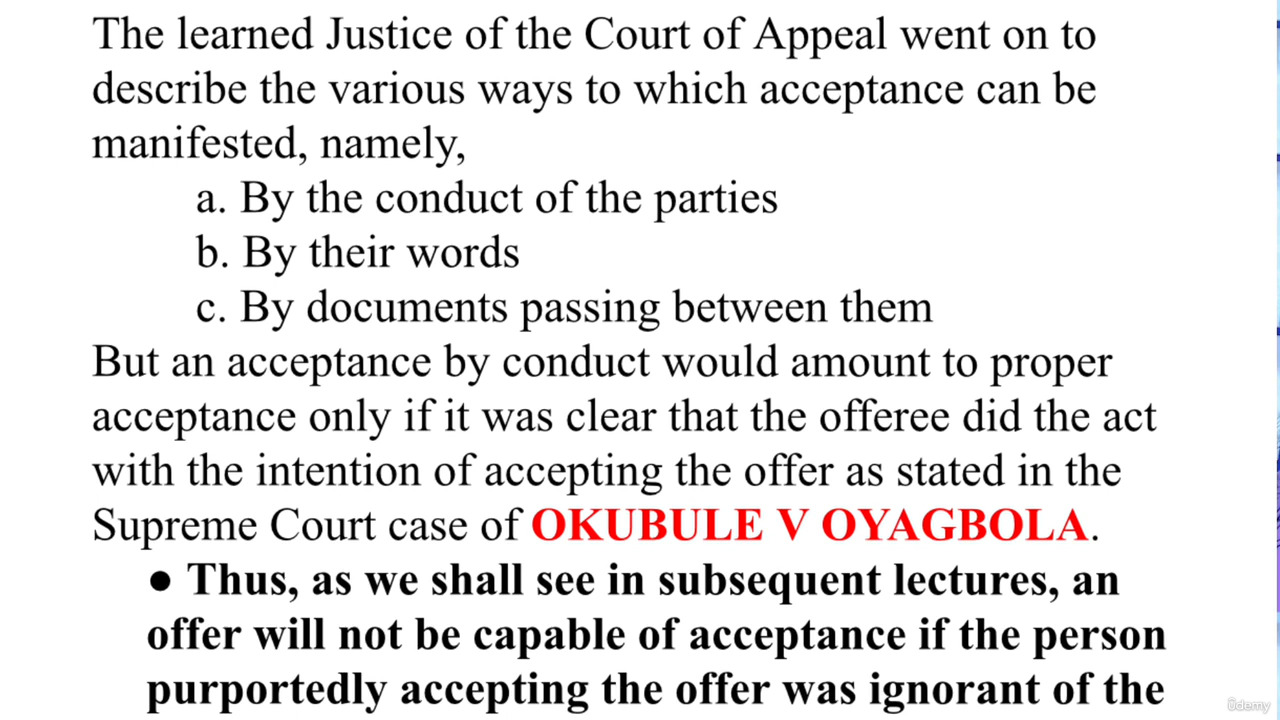 The learned Justice of the Court of Appeal went on to
describe the various ways to which acceptance can be
manifested, namely,
a. By the conduct of the parties
b. By their words
c. By documents passing between them
But an acceptance by conduct would amount to proper
acceptance only if it was clear that the offeree did the act
with the intention of accepting the offer as stated in the
Supreme Court case of OKUBULE V OYAGBOLA.
● Thus, as we shall see in subsequent lectures, an
offer will not be capable of acceptance if the person
purportedly accepting the offer was ignorant of the
ûdemy